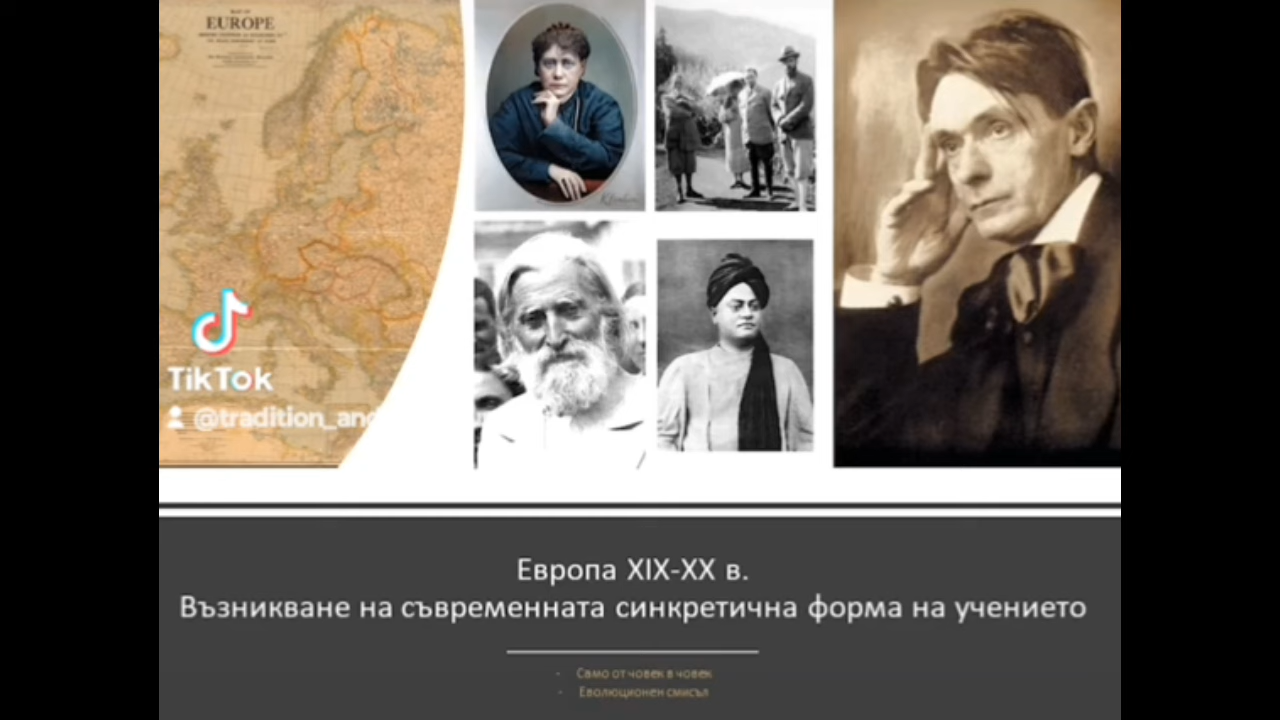 EUROPE
TikTok
@tradition_and
Европа XIX-XX в.
Възникване на съвременната синкретична форма на учението
- Само от човек в човек
- Еволюционен смисъл